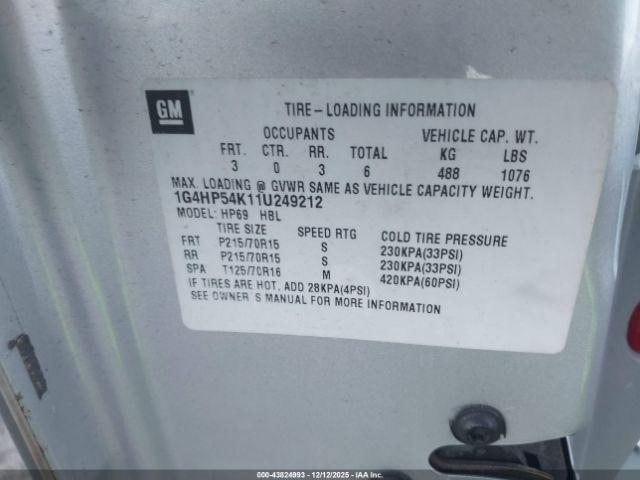 GM
TIRE-LOADING INFORMATION
OCCUPANTS VEHICLE CAP. WT.
FRT. CTR. RR. TOTAL KG LBS
3 0 3 6 488 1076
MAX. LOADING @ GVWR SAME AS VEHICLE CAPACITY WEIGHT.
1G4HP54K11U249212
MODEL: HP69 HBL
TIRE SIZE SPEED RTG COLD TIRE PRESSURE
FRT P215/70R15 S 230KPA(33PSI)
RR P215/70R15 S 230KPA(33PSI)
SPA T125/70R16 M 420KPA(60PSI)
IF TIRES ARE HOT, ADD 28KPA(4PSI)
SEE OWNER S MANUAL FOR MORE INFORMATION
000-43824993 - 12/12/2025 - IAA, Inc.